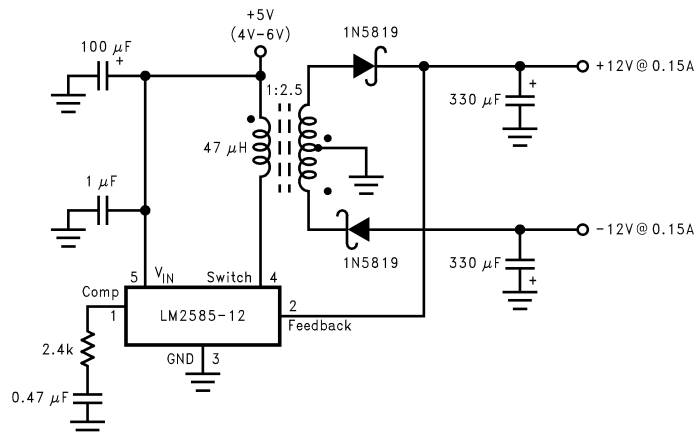 +5V
(4V-6V)
1N5819
100 μF
+
+12V@0.15A
1:2.5
+
330 μF
47 μH
1 μF
-12V@0.15A
1N5819
330 μF
+
5
VIN
Switch
4
Comp
1
LM2585-12
2
Feedback
2.4k
GND
3
0.47 μF